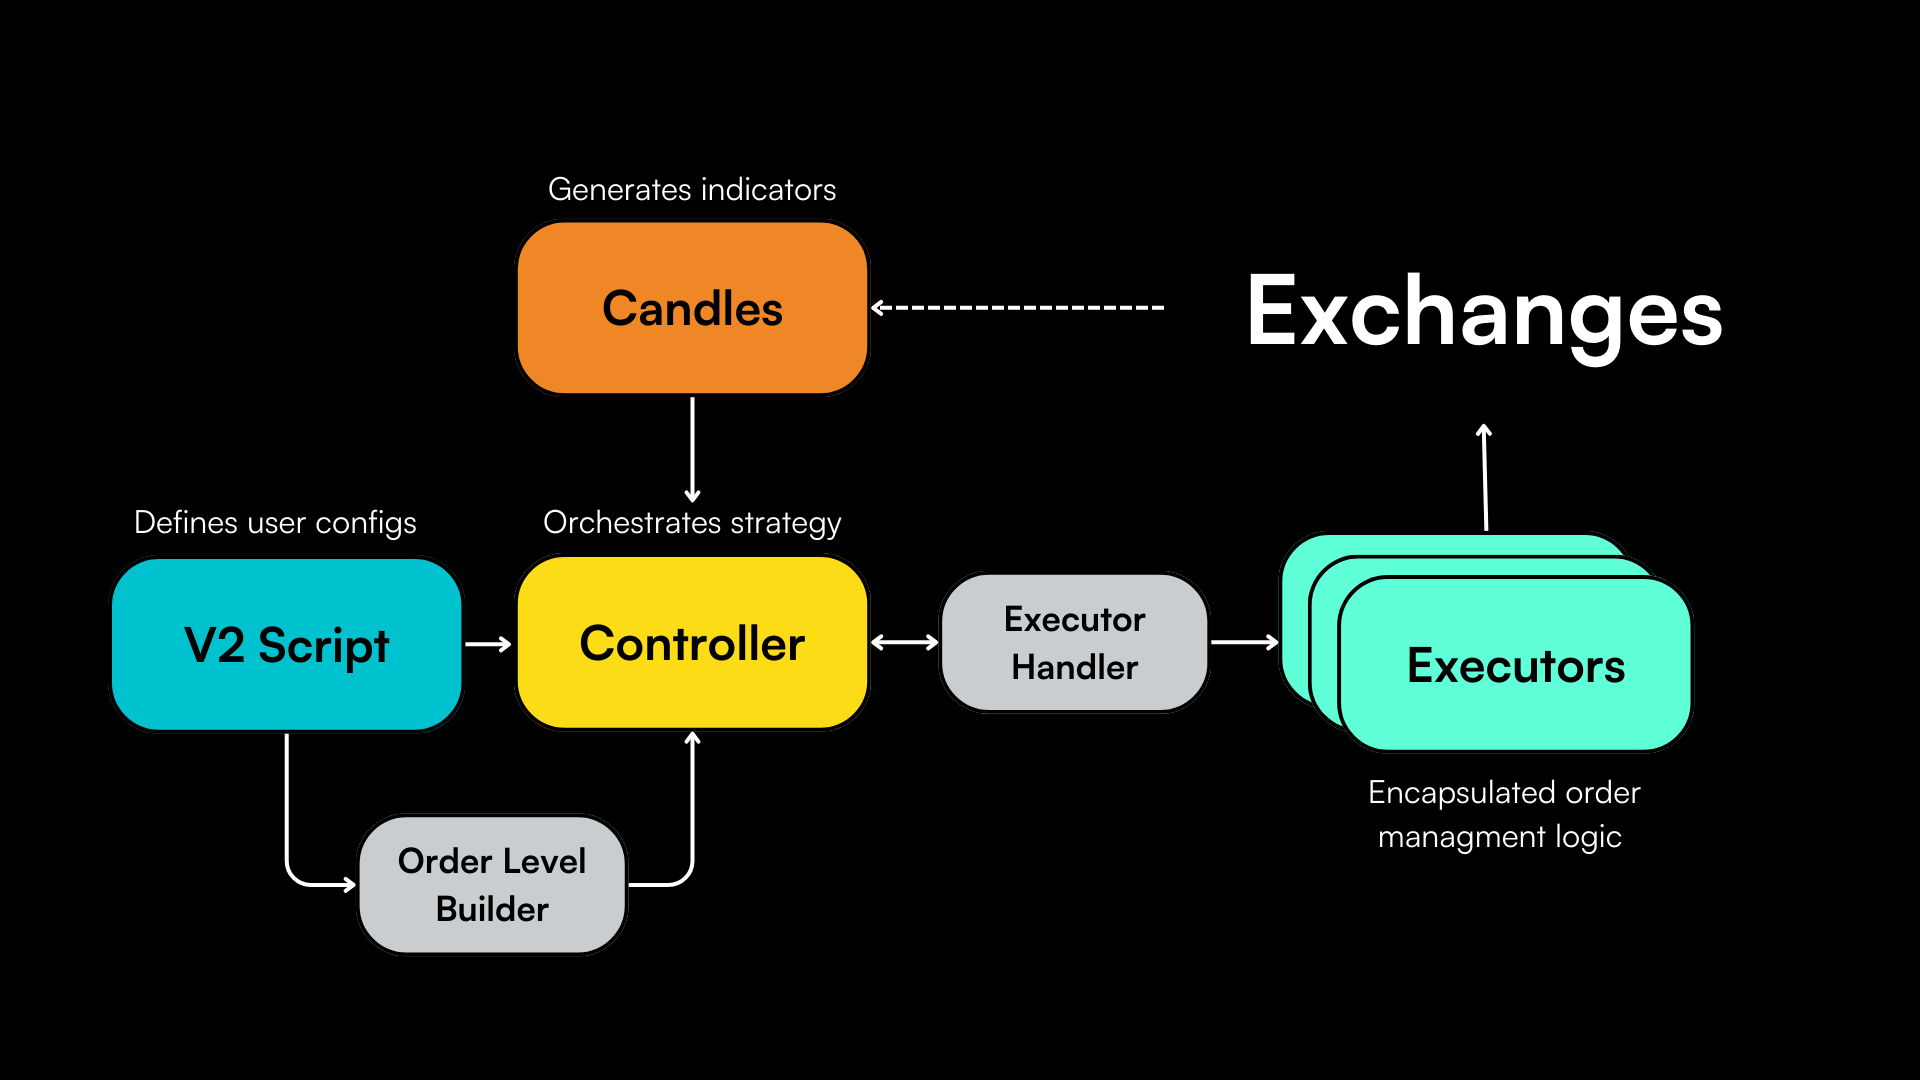 Generates indicators
Candles
Exchanges
Defines user configs
Orchestrates strategy
V2 Script
Controller
Executor
Handler
Executors
Encapsulated order
managment logic
Order Level
Builder